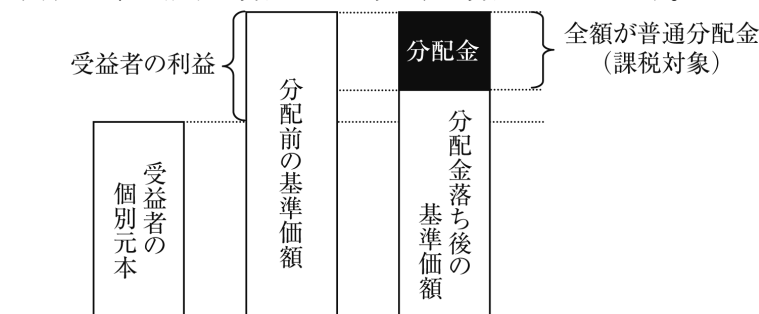 受益者の利益
分配金
全額が普通分配金
（課税対象）
受益者の
個別元本
分配前の基準価額
分配金落ち後の
基準価額